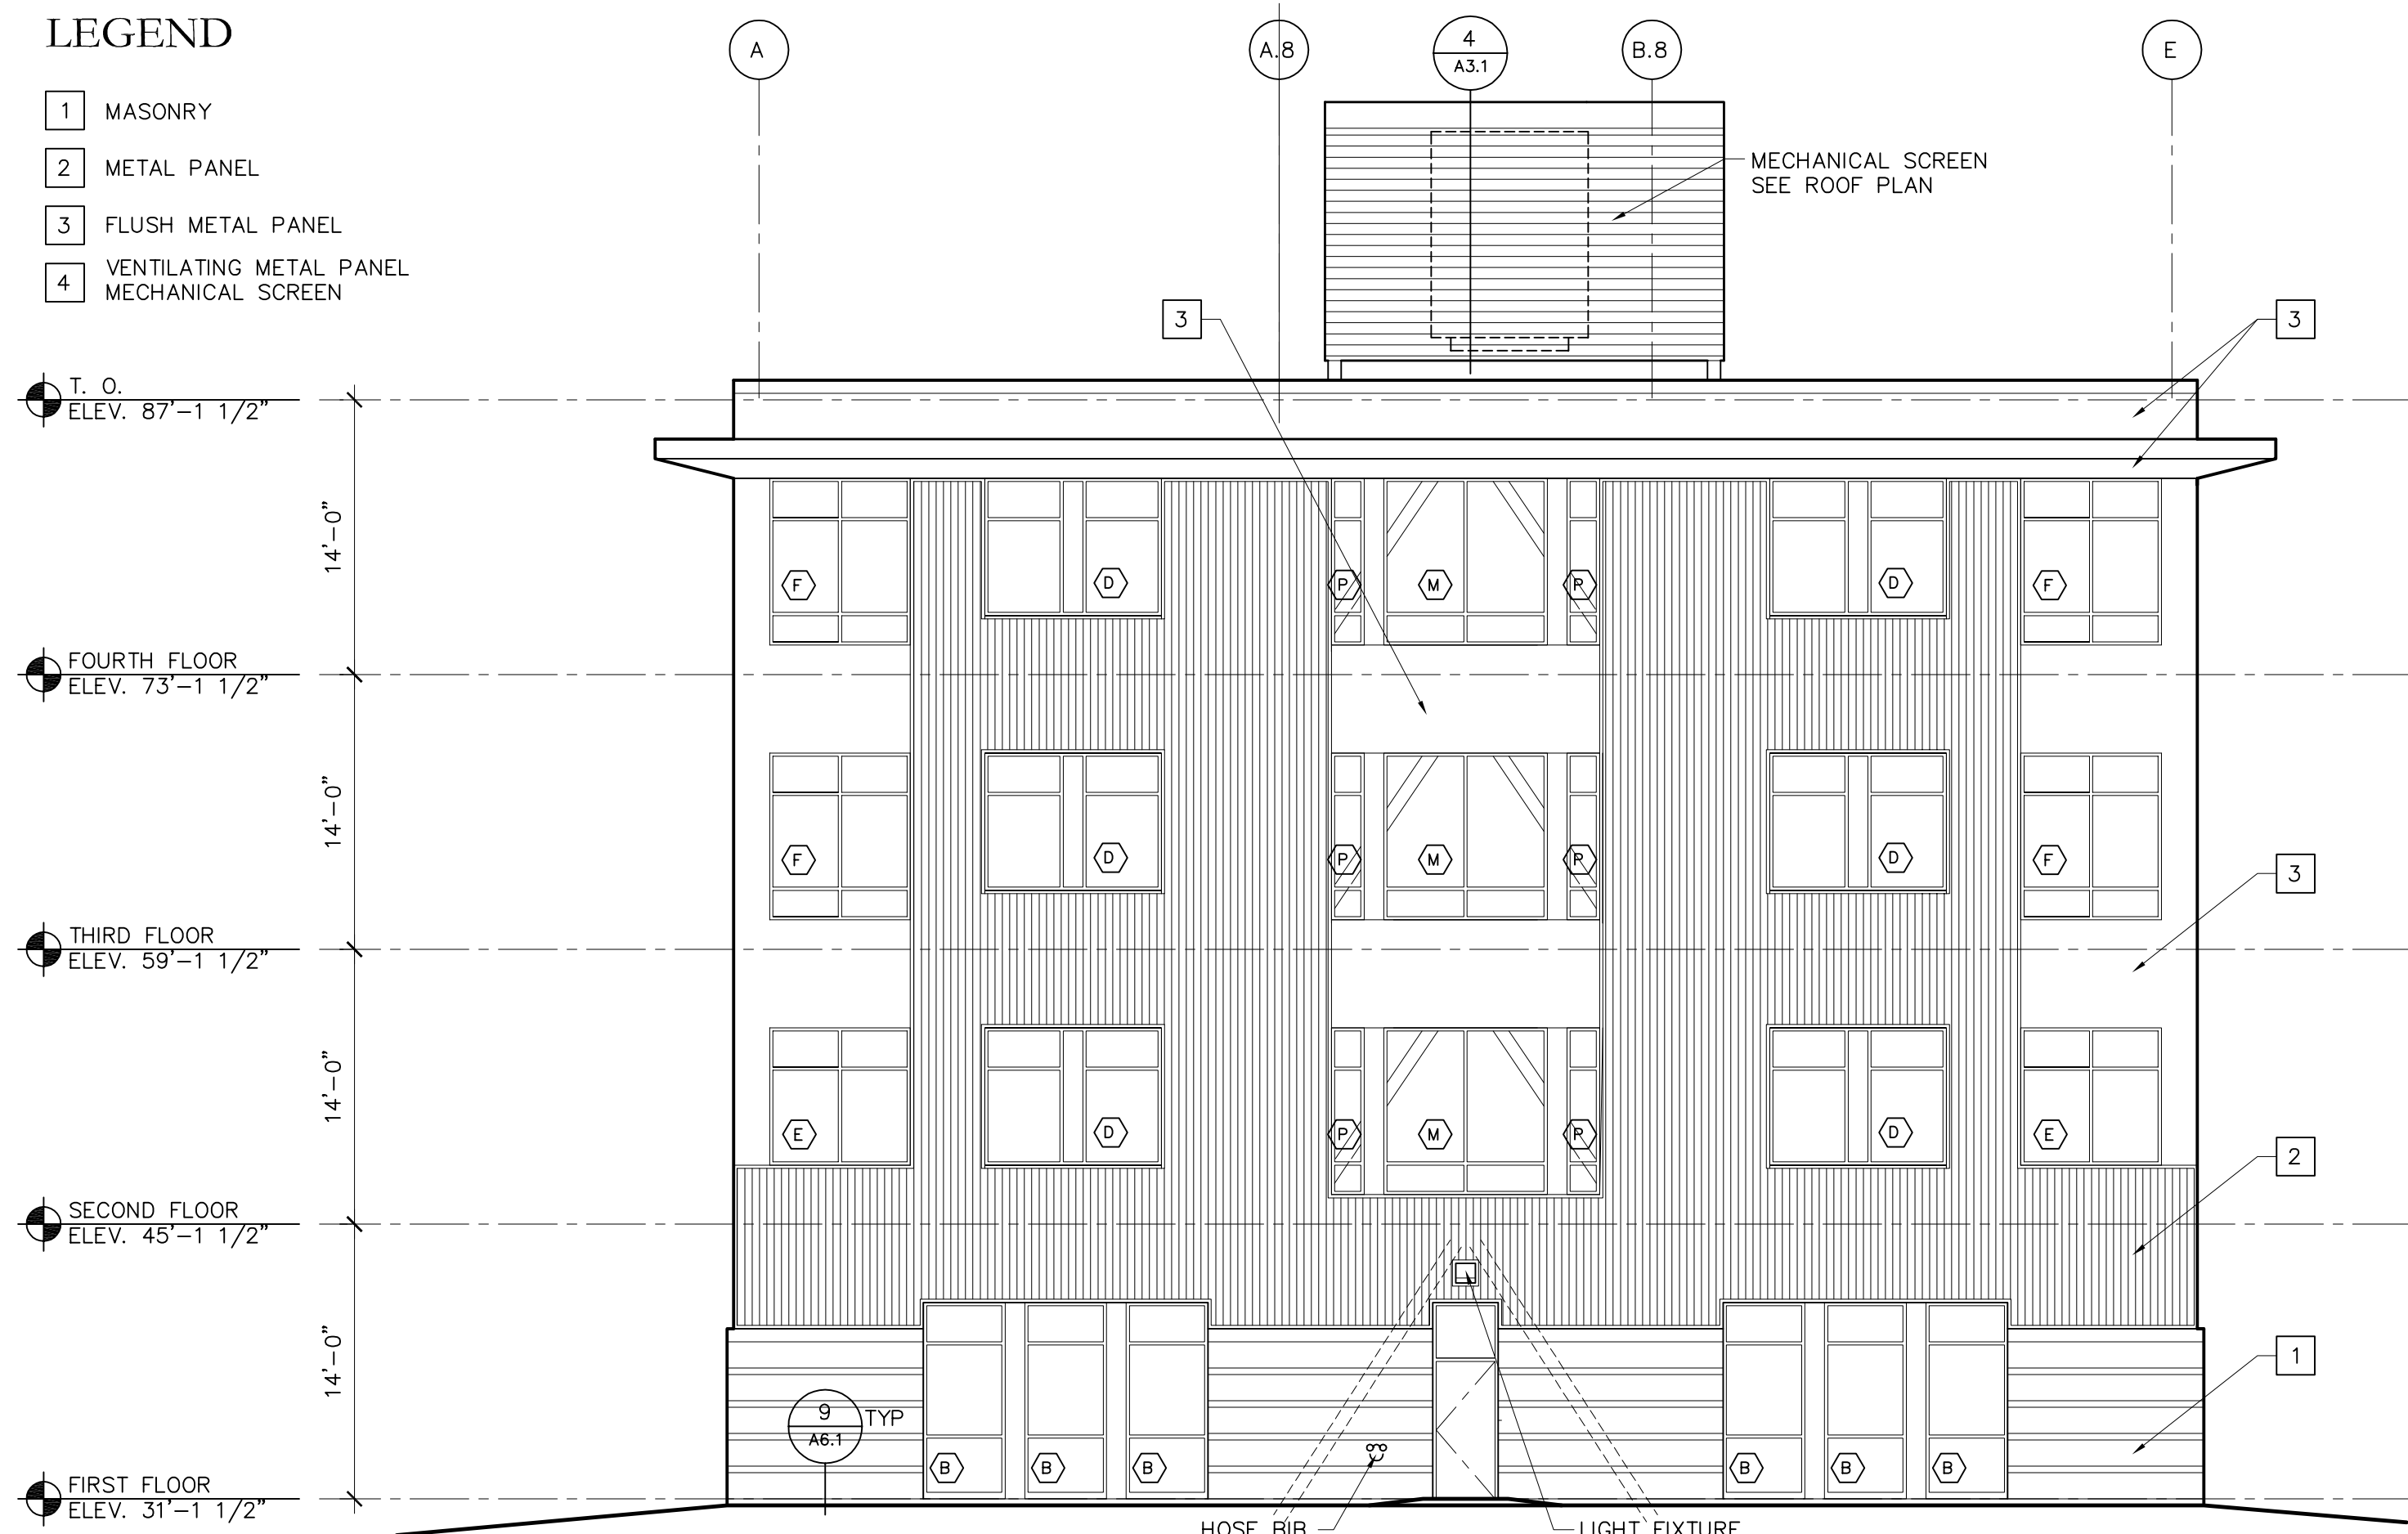 LEGEND
1 MASONRY
2 METAL PANEL
3 FLUSH METAL PANEL
4 VENTILATING METAL PANEL
MECHANICAL SCREEN
A
A.8
4
A3.1
B.8
E
MECHANICAL SCREEN
SEE ROOF PLAN
3
3
T. O.
ELEV. 87'-1 1/2"
14'-0"
F D P M P D F
FOURTH FLOOR
ELEV. 73'-1 1/2"
14'-0"
F D P M P D F
3
THIRD FLOOR
ELEV. 59'-1 1/2"
14'-0"
E D P M P D E
2
SECOND FLOOR
ELEV. 45'-1 1/2"
14'-0"
1
9
A6.1
TYP
B B B B B B
FIRST FLOOR
ELEV. 31'-1 1/2"
HOSE BIB
LIGHT FIXTURE